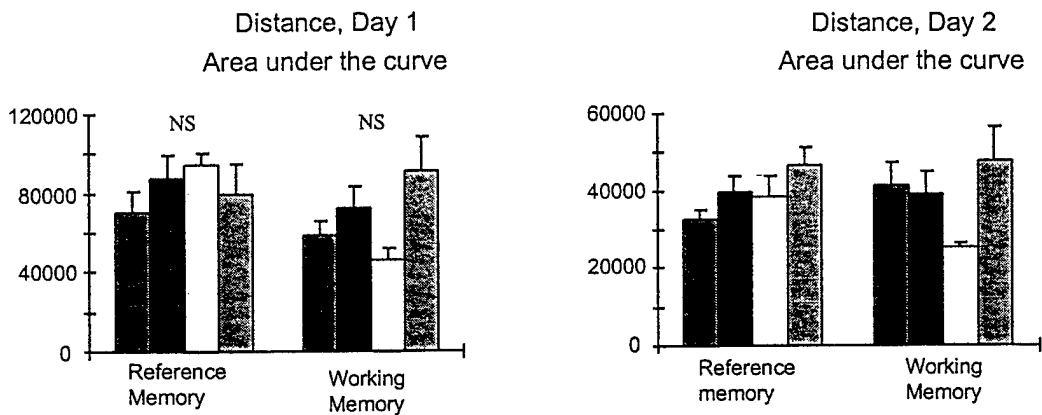 Distance, Day 1
Area under the curve
120000
80000
40000
0
NS
NS
Reference
Memory
Working
Memory
Distance, Day 2
Area under the curve
60000
40000
20000
0
Reference
memory
Working
Memory